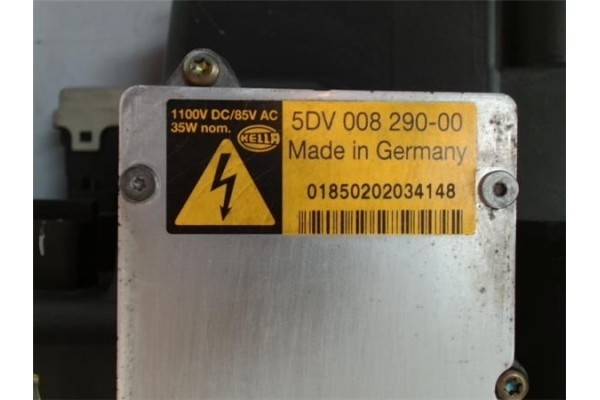 1100V DC/85V AC
35W nom. HELLA
5DV 008 290-00
Made in Germany
01850202034148